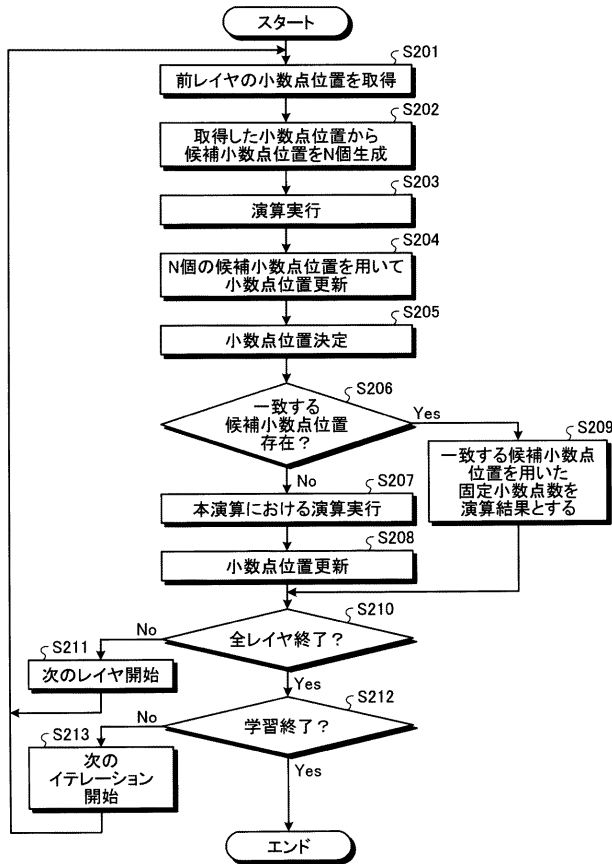 スタート
S201
前レイヤの小数点位置を取得
S202
取得した小数点位置から
候補小数点位置をN個生成
S203
演算実行
S204
N個の候補小数点位置を用いて
小数点位置更新
S205
小数点位置決定
S206
一致する
候補小数点位置
存在?
Yes
S209
一致する候補小数点
位置を用いた
固定小数点数を
演算結果とする
No
S207
本演算における演算実行
S208
小数点位置更新
S210
全レイヤ終了?
No
S211
次のレイヤ開始
Yes
S212
学習終了?
No
S213
次の
イテレーション
開始
Yes
エンド